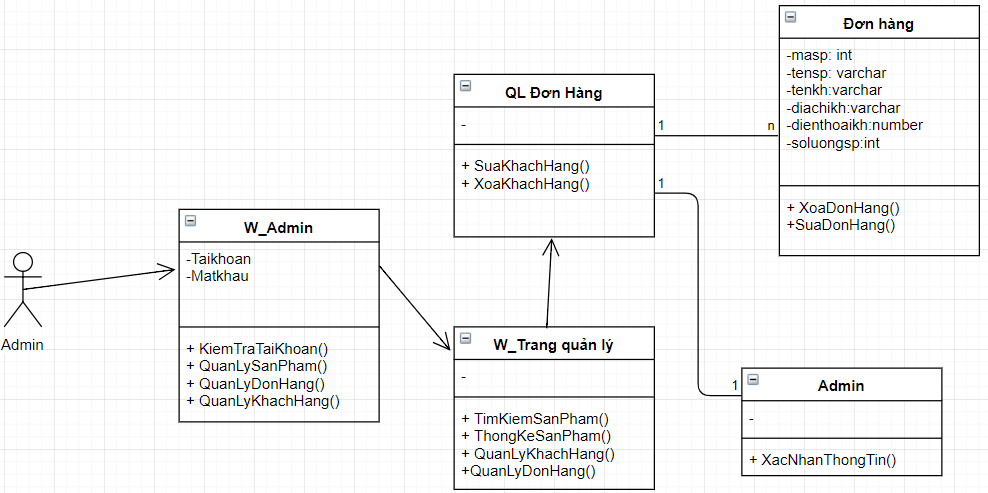 Đơn hàng
-masp: int
-tensp: varchar
-tenkh:varchar
-diachikh:varchar
-dienthoaikh:number
-soluongsp:int
+ XoaDonHang()
+SuaDonHang()
QL Đơn Hàng
-
+ SuaKhachHang()
+ XoaKhachHang()
1
n
1
1
W_Admin
-Taikhoan
-Matkhau
+ KiemTraTaiKhoan()
+ QuanLySanPham()
+ QuanLyDonHang()
+ QuanLyKhachHang()
Admin
W_Trang quản lý
-
+ TimKiemSanPham()
+ ThongKeSanPham()
+ QuanLyKhachHang()
+QuanLyDonHang()
Admin
-
+ XacNhanThongTin()